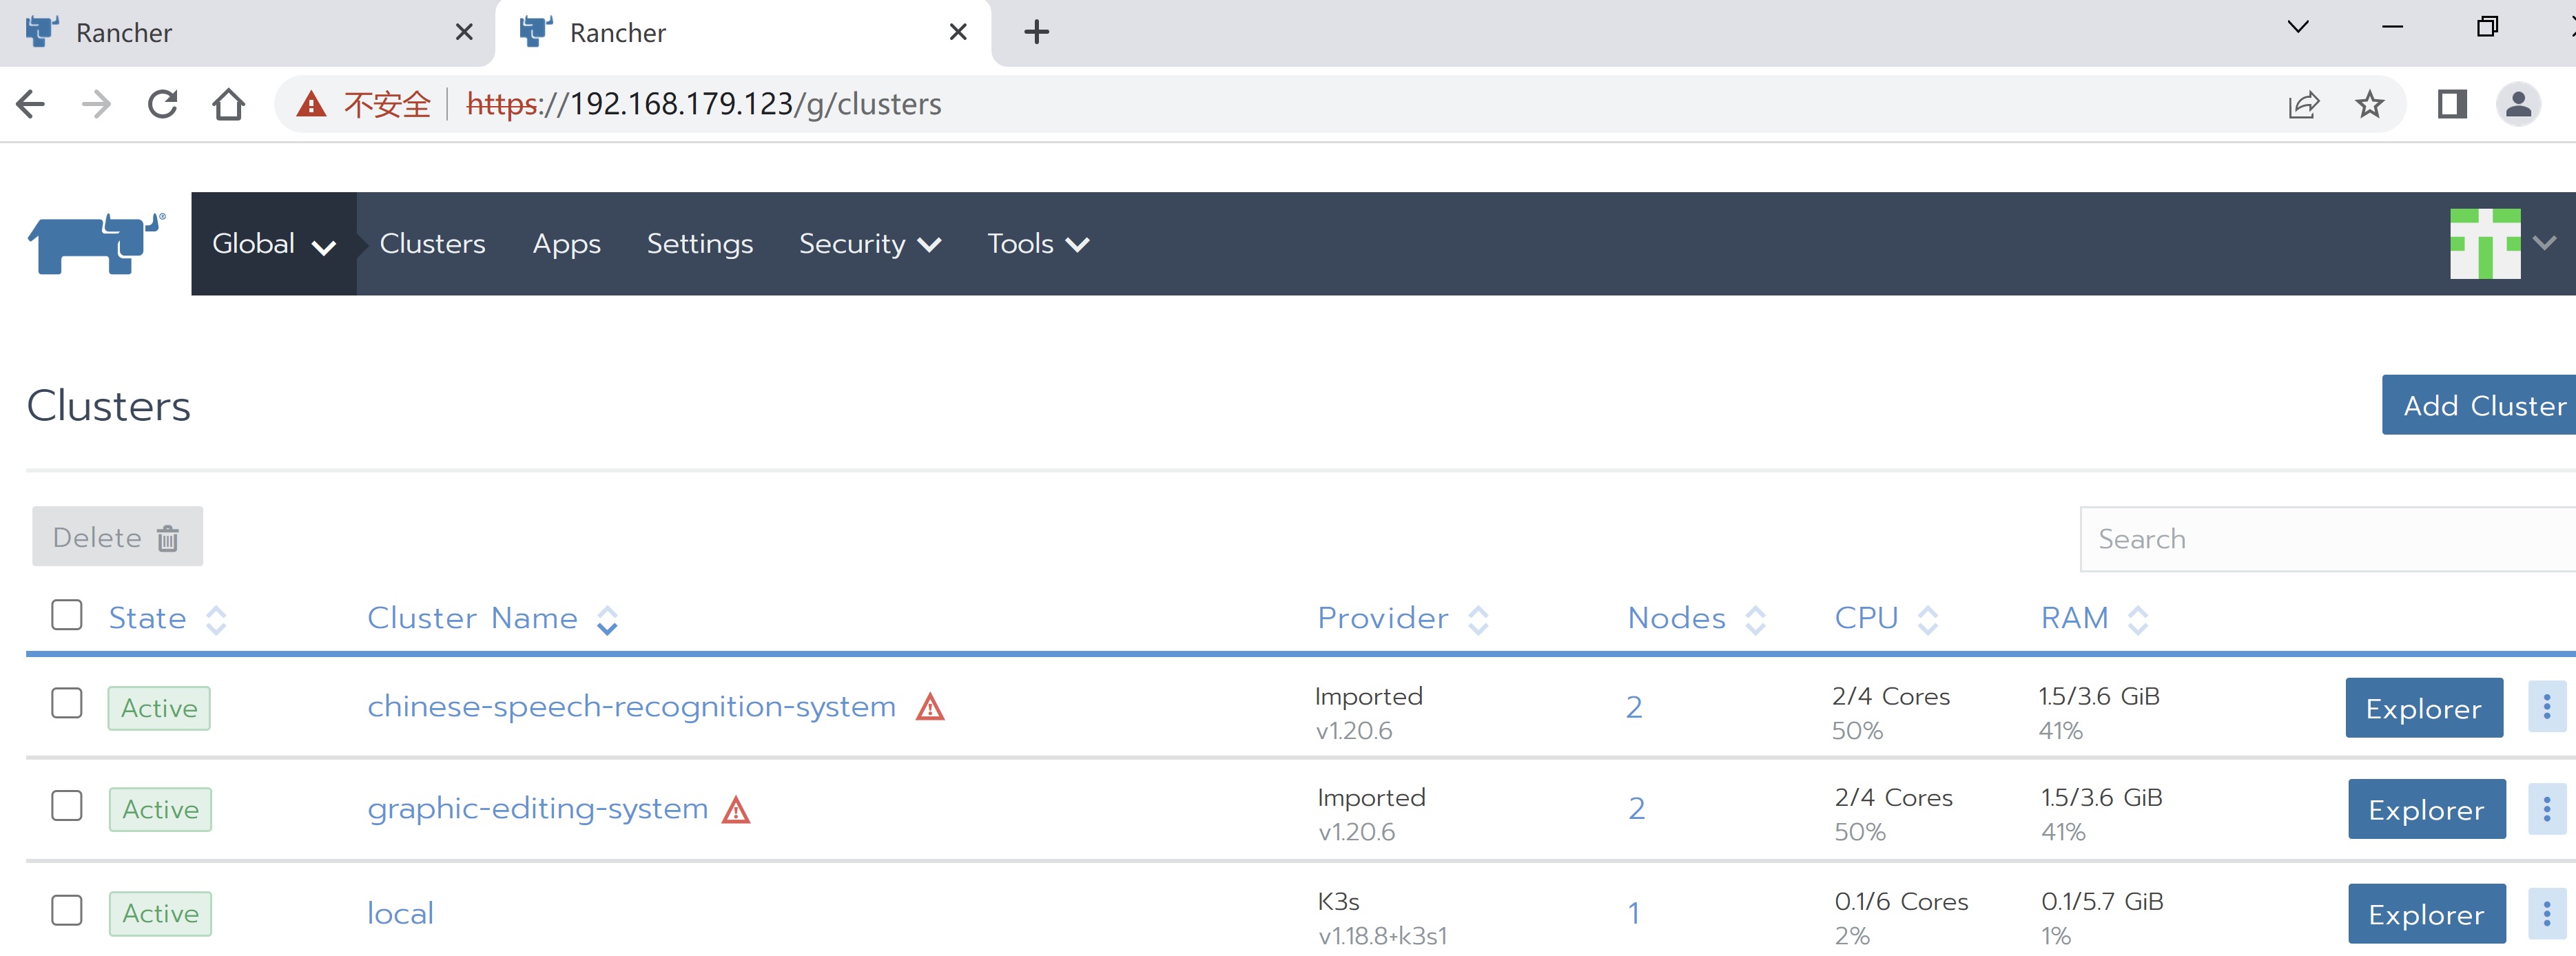 Rancher
Rancher
不安全 https://192.168.179.123/g/clusters
Global Clusters Apps Settings Security Tools
Clusters
Add Cluster
Delete
Search
State Cluster Name Provider Nodes CPU RAM
Active chinese-speech-recognition-system Imported 2 2/4 Cores 1.5/3.6 GiB Explorer
v1.20.6 50% 41%
Active graphic-editing-system Imported 2 2/4 Cores 1.5/3.6 GiB Explorer
v1.20.6 50% 41%
Active local K3s 1 0.1/6 Cores 0.1/5.7 GiB Explorer
v1.18.8+k3s1 2% 1%